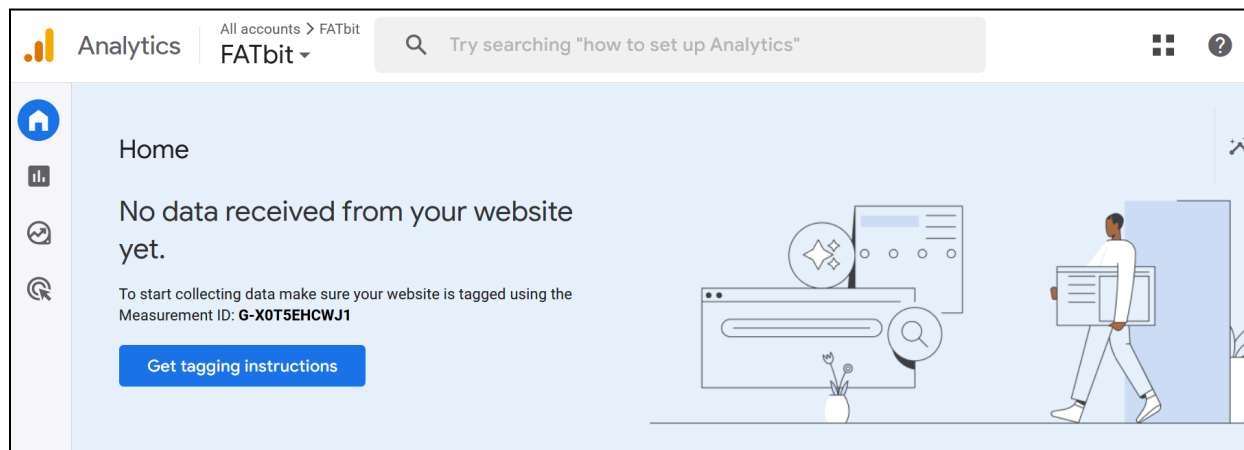 All accounts > FATbit
Analytics
FATbit
Try searching "how to set up Analytics"
Home
No data received from your website
yet.
To start collecting data make sure your website is tagged using the
Measurement ID: G-X0T5EHCWJ1
Get tagging instructions